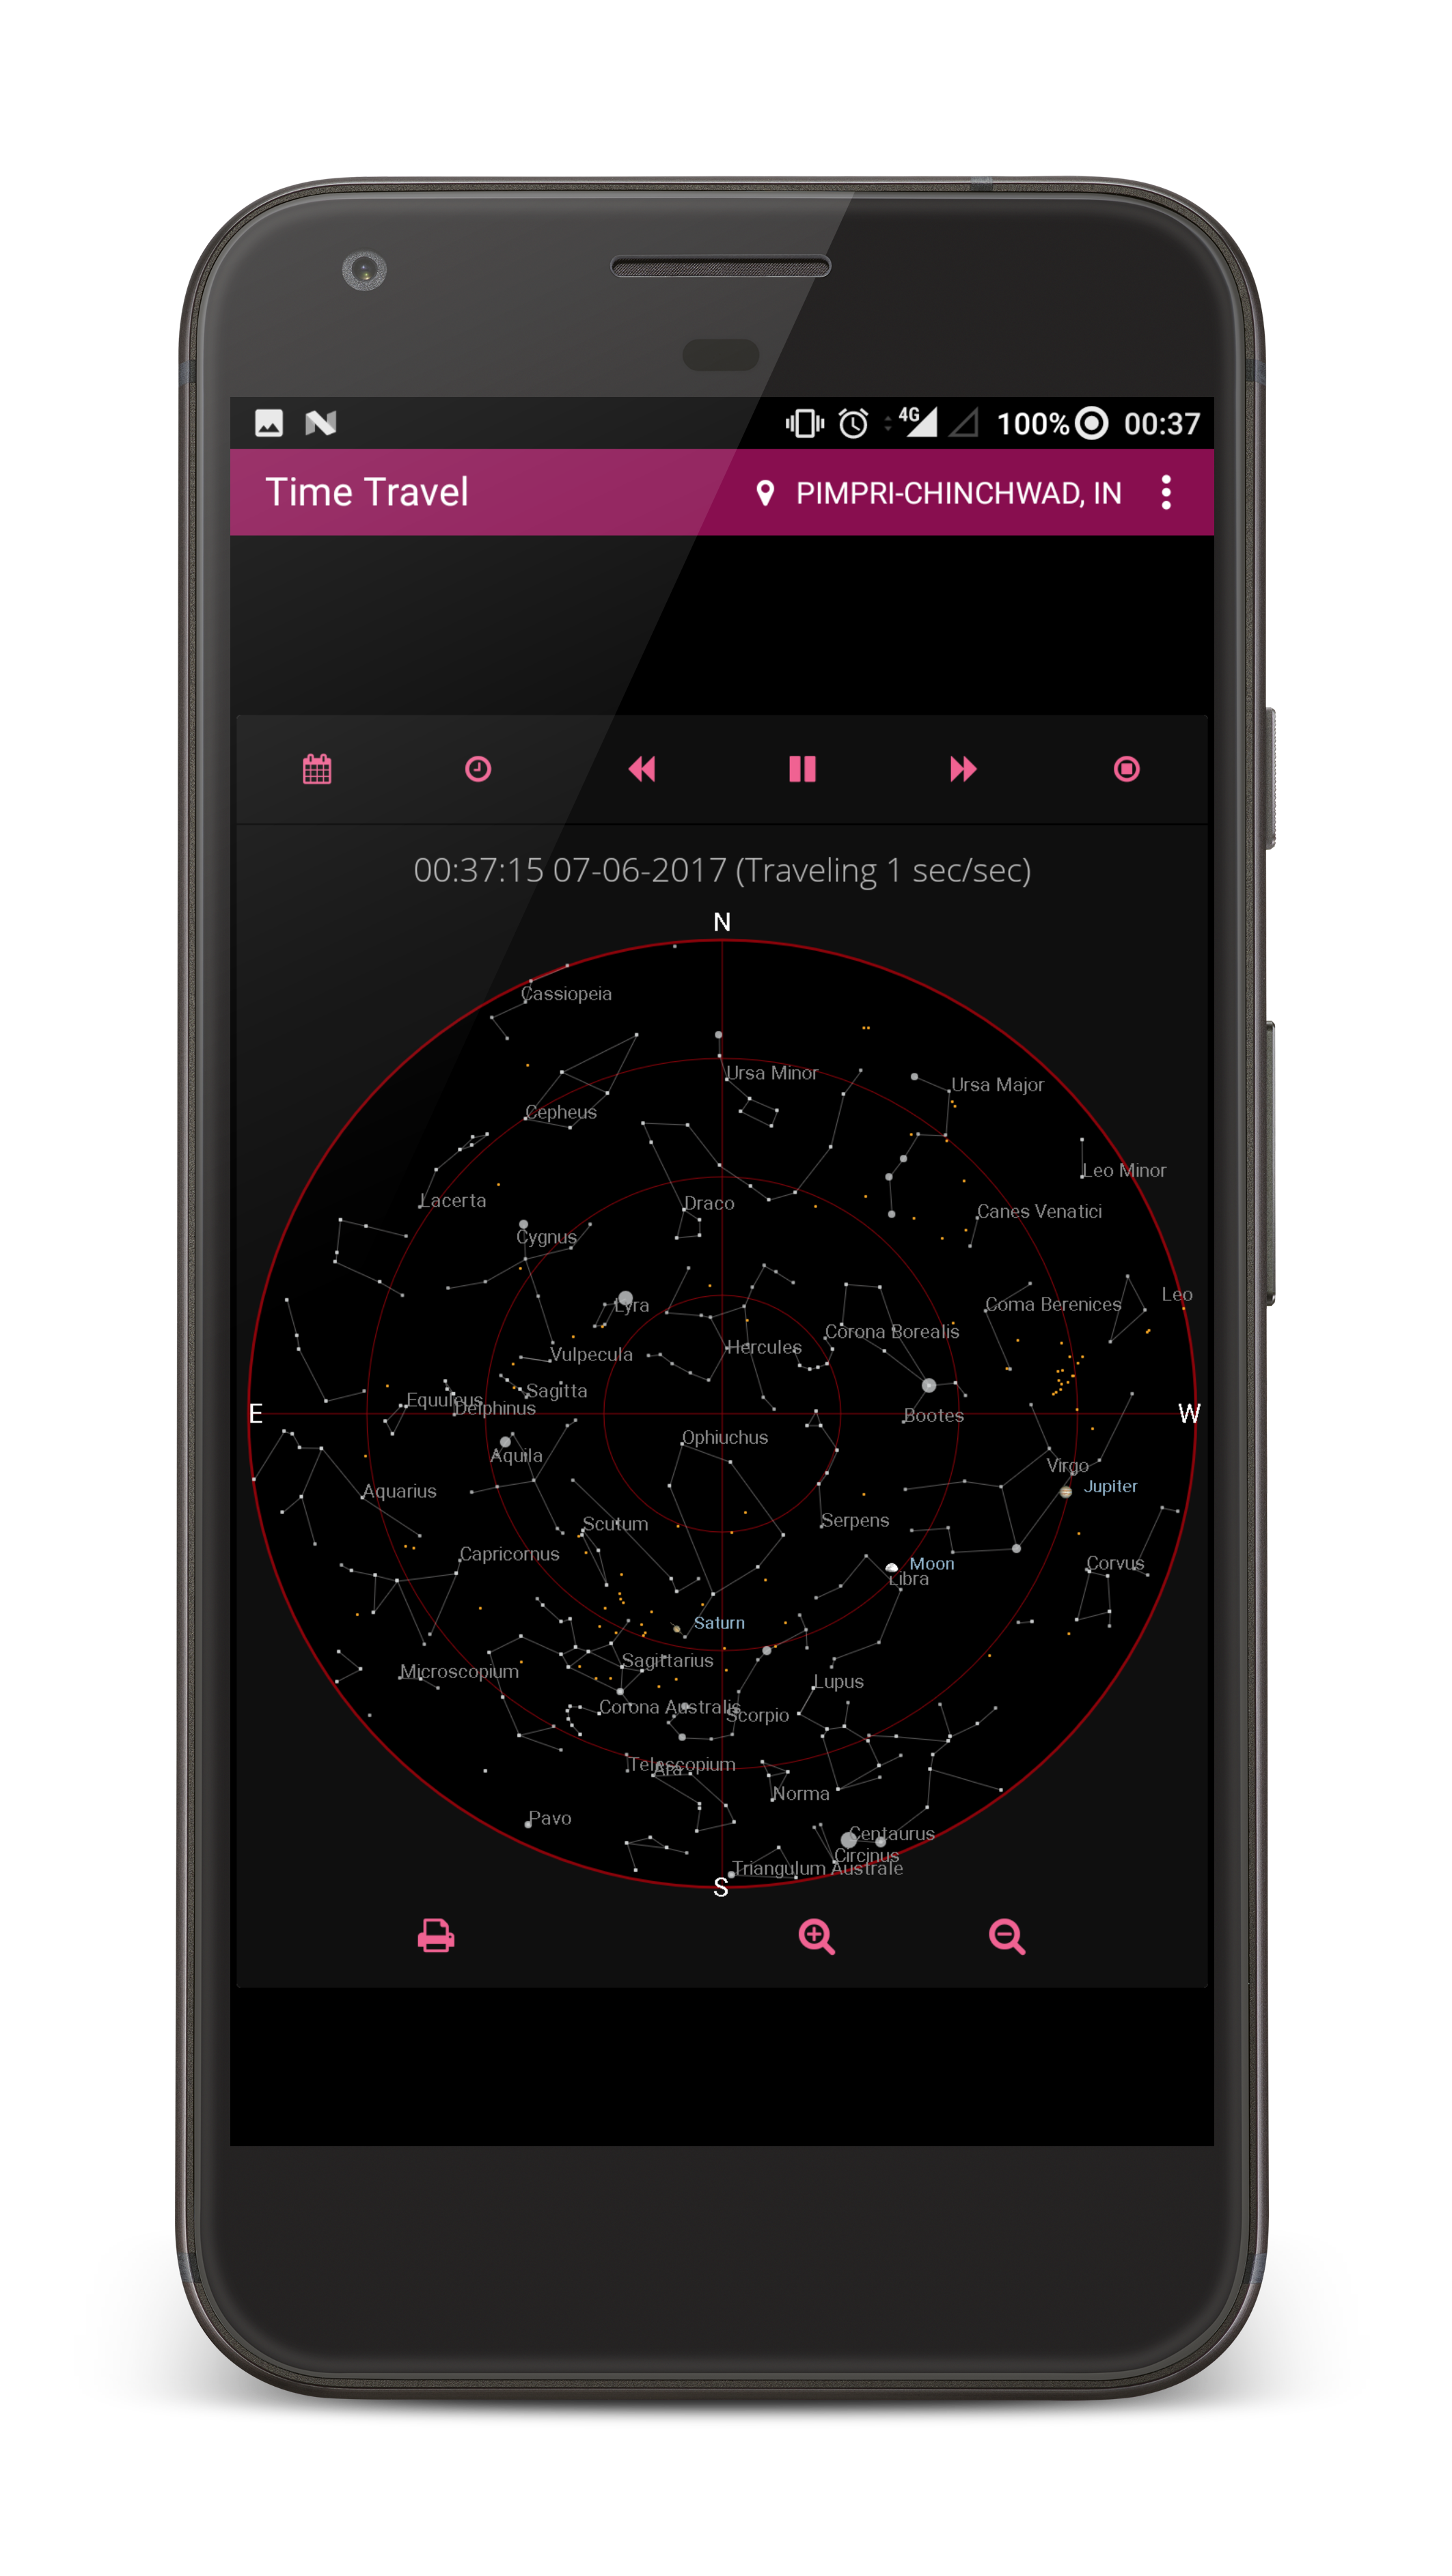 4G 100% 00:37
Time Travel PIMPRI-CHINCHWAD, IN
00:37:15 07-06-2017 (Traveling 1 sec/sec)
N
Cassiopeia
Ursa Minor
Ursa Major
Cepheus
Leo Minor
Lacerta
Draco
Canes Venatici
Cygnus
Leo
Lyra
Coma Berenices
Corona Borealis
Hercules
Vulpecula
Sagitta
Equuleus
Delphinus
E
W
Bootes
Ophiuchus
Aquila
Virgo
Jupiter
Aquarius
Serpens
Scutum
Capricornus
Moon
Corvus
Libra
Saturn
Sagittarius
Microscopium
Lupus
Corona Australis
Scorpio
Telescopium
Ara
Norma
Pavo
Centaurus
Circinus
Triangulum Australe
S